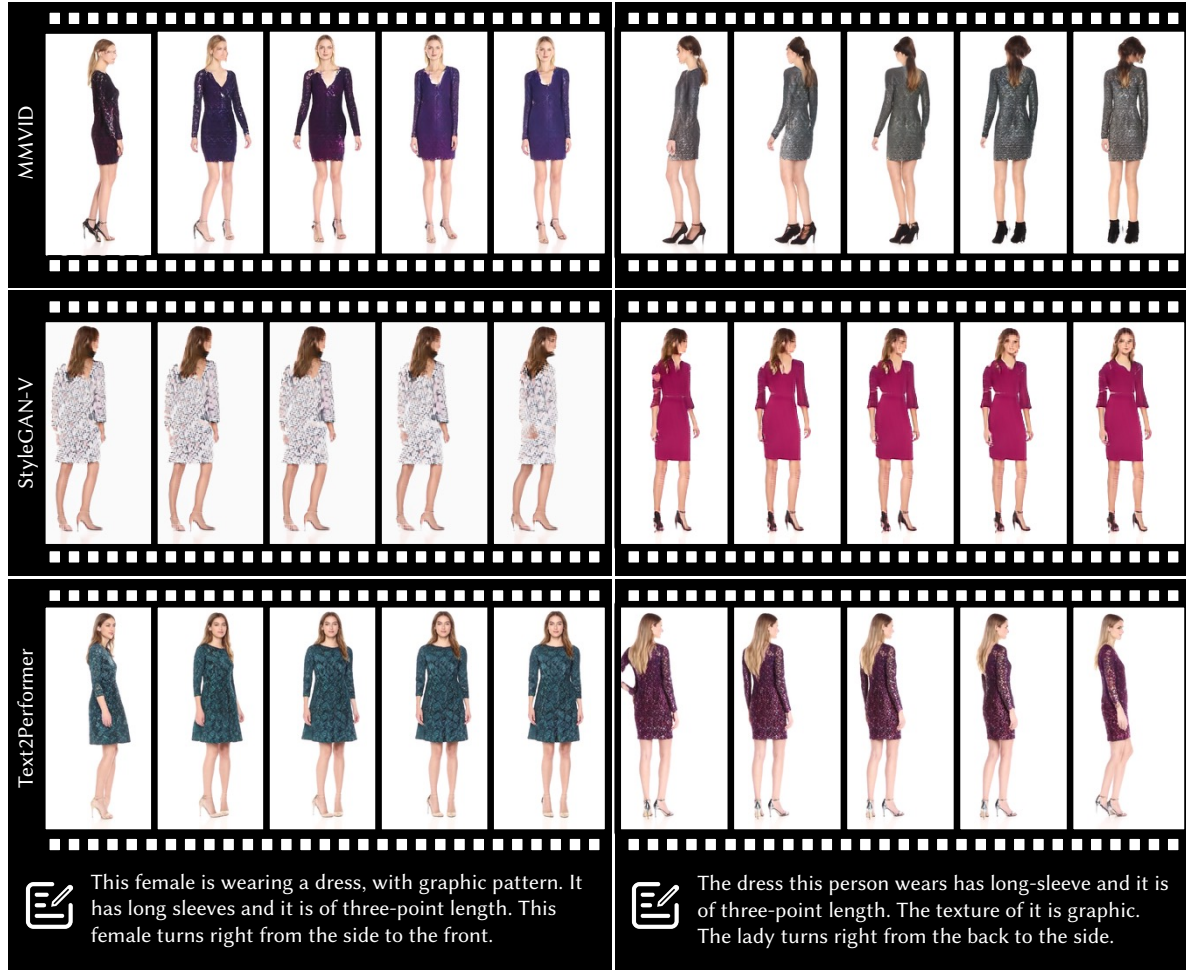 MMVID
StyleGAN-V
Text2Performer
This female is wearing a dress, with graphic pattern. It
has long sleeves and it is of three-point length. This
female turns right from the side to the front.
The dress this person wears has long-sleeve and it is
of three-point length. The texture of it is graphic.
The lady turns right from the back to the side.